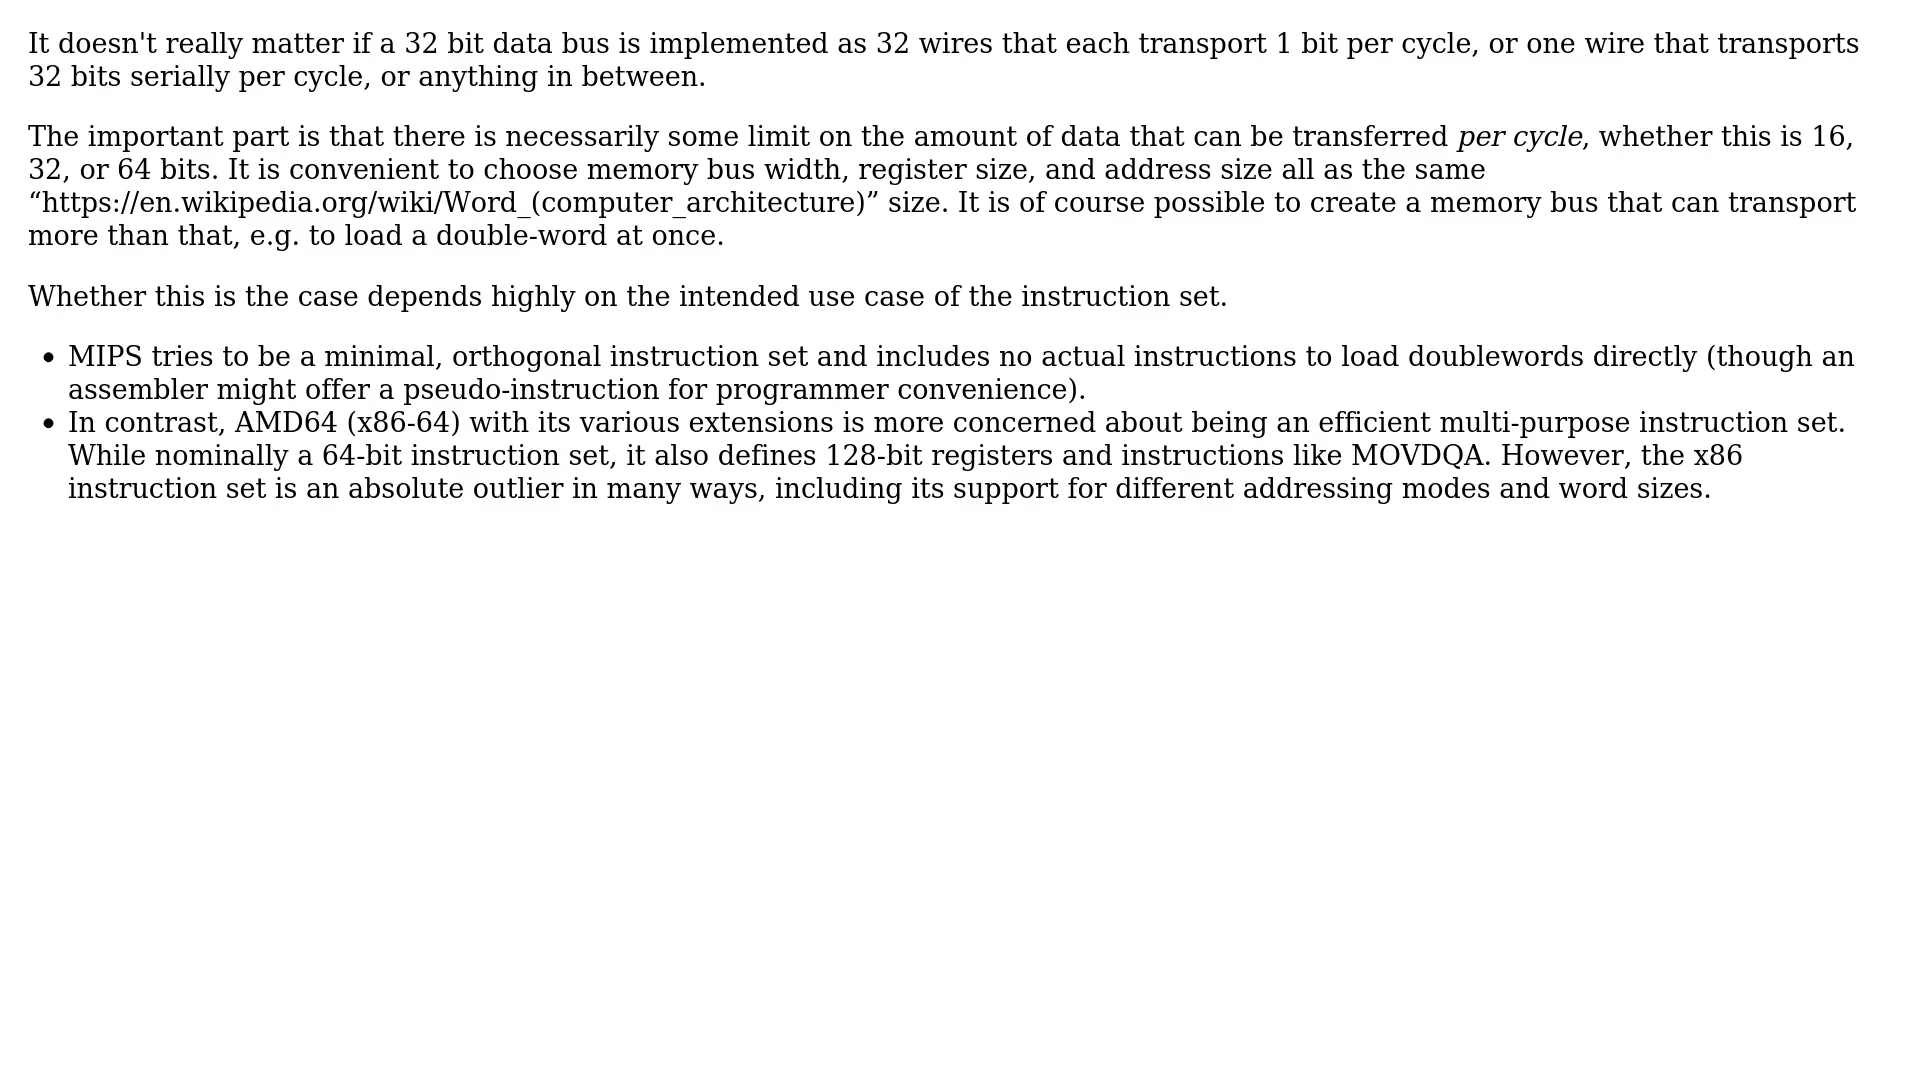 It doesn't really matter if a 32 bit data bus is implemented as 32 wires that each transport 1 bit per cycle, or one wire that transports
32 bits serially per cycle, or anything in between.
The important part is that there is necessarily some limit on the amount of data that can be transferred per cycle, whether this is 16,
32, or 64 bits. It is convenient to choose memory bus width, register size, and address size all as the same
“https://en.wikipedia.org/wiki/Word_(computer_architecture)” size. It is of course possible to create a memory bus that can transport
more than that, e.g. to load a double-word at once.
Whether this is the case depends highly on the intended use case of the instruction set.
• MIPS tries to be a minimal, orthogonal instruction set and includes no actual instructions to load doublewords directly (though an
assembler might offer a pseudo-instruction for programmer convenience).
• In contrast, AMD64 (x86-64) with its various extensions is more concerned about being an efficient multi-purpose instruction set.
While nominally a 64-bit instruction set, it also defines 128-bit registers and instructions like MOVDQA. However, the x86
instruction set is an absolute outlier in many ways, including its support for different addressing modes and word sizes.